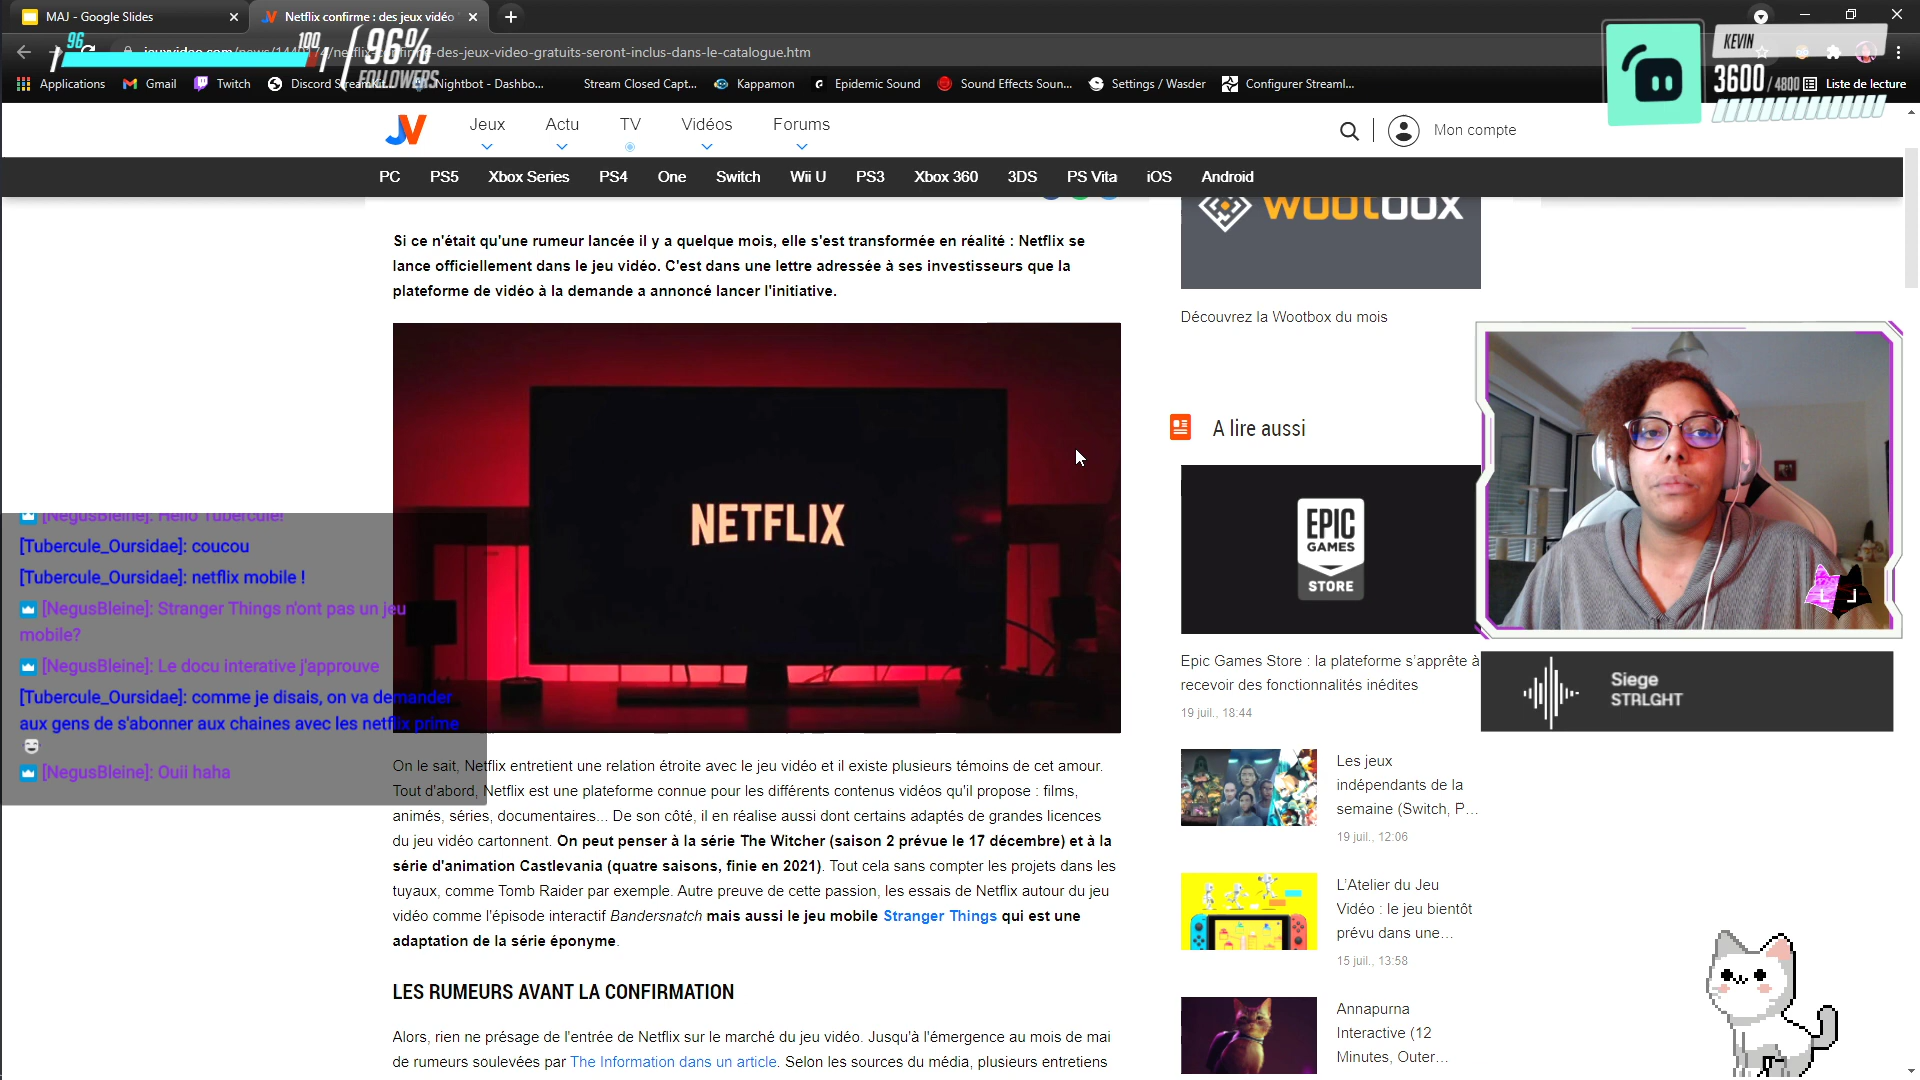 MAJ - Google Slides
Netflix confirme : des jeux vidéo
96
100
96%
FOLLOWERS
-des-jeux-video-gratuits-seront-inclus-dans-le-catalogue.htm
Applications
Gmail
Twitch
Discord
Nightbot - Dashbo...
Stream Closed Capt...
Kappamon
Epidemic Sound
Sound Effects Soun...
Settings / Wasder
Configurer Streaml...
Liste de lecture
KEVIN
3600 / 4800
JV
Jeux
Actu
TV
Vidéos
Forums
Mon compte
PC
PS5
Xbox Series
PS4
One
Switch
Wii U
PS3
Xbox 360
3DS
PS Vita
iOS
Android
Si ce n'était qu'une rumeur lancée il y a quelque mois, elle s'est transformée en réalité : Netflix se
lance officiellement dans le jeu vidéo. C'est dans une lettre adressée à ses investisseurs que la
plateforme de vidéo à la demande a annoncé lancer l'initiative.
NETFLIX
[NegusBleine]: Hello Tubercule!
[Tubercule_Oursidae]: coucou
[Tubercule_Oursidae]: netflix mobile !
[NegusBleine]: Stranger Things n'ont pas un jeu
mobile?
[NegusBleine]: Le docu interative j'approuve
[Tubercule_Oursidae]: comme je disais, on va demander
aux gens de s'abonner aux chaines avec les netflix prime
[NegusBleine]: Ouii haha
On le sait, Netflix entretient une relation étroite avec le jeu vidéo et il existe plusieurs témoins de cet amour.
Tout d'abord, Netflix est une plateforme connue pour les différents contenus vidéos qu'il propose : films,
animés, séries, documentaires... De son côté, il en réalise aussi dont certains adaptés de grandes licences
du jeu vidéo cartonnent. On peut penser à la série The Witcher (saison 2 prévue le 17 décembre) et à la
série d'animation Castlevania (quatre saisons, finie en 2021). Tout cela sans compter les projets dans les
tuyaux, comme Tomb Raider par exemple. Autre preuve de cette passion, les essais de Netflix autour du jeu
vidéo comme l'épisode interactif Bandersnatch mais aussi le jeu mobile Stranger Things qui est une
adaptation de la série éponyme.
LES RUMEURS AVANT LA CONFIRMATION
Alors, rien ne présage de l'entrée de Netflix sur le marché du jeu vidéo. Jusqu'à l'émergence au mois de mai
de rumeurs soulevées par The Information dans un article. Selon les sources du média, plusieurs entretiens
wootbox
Découvrez la Wootbox du mois
A lire aussi
EPIC
GAMES
STORE
Epic Games Store : la plateforme s'apprête à
recevoir des fonctionnalités inédites
19 juil., 18:44
Les jeux
indépendants de la
semaine (Switch, P...
19 juil., 12:06
L'Atelier du Jeu
Vidéo : le jeu bientôt
prévu dans une...
15 juil., 13:58
Annapurna
Interactive (12
Minutes, Outer...
Siege
STRLGHT